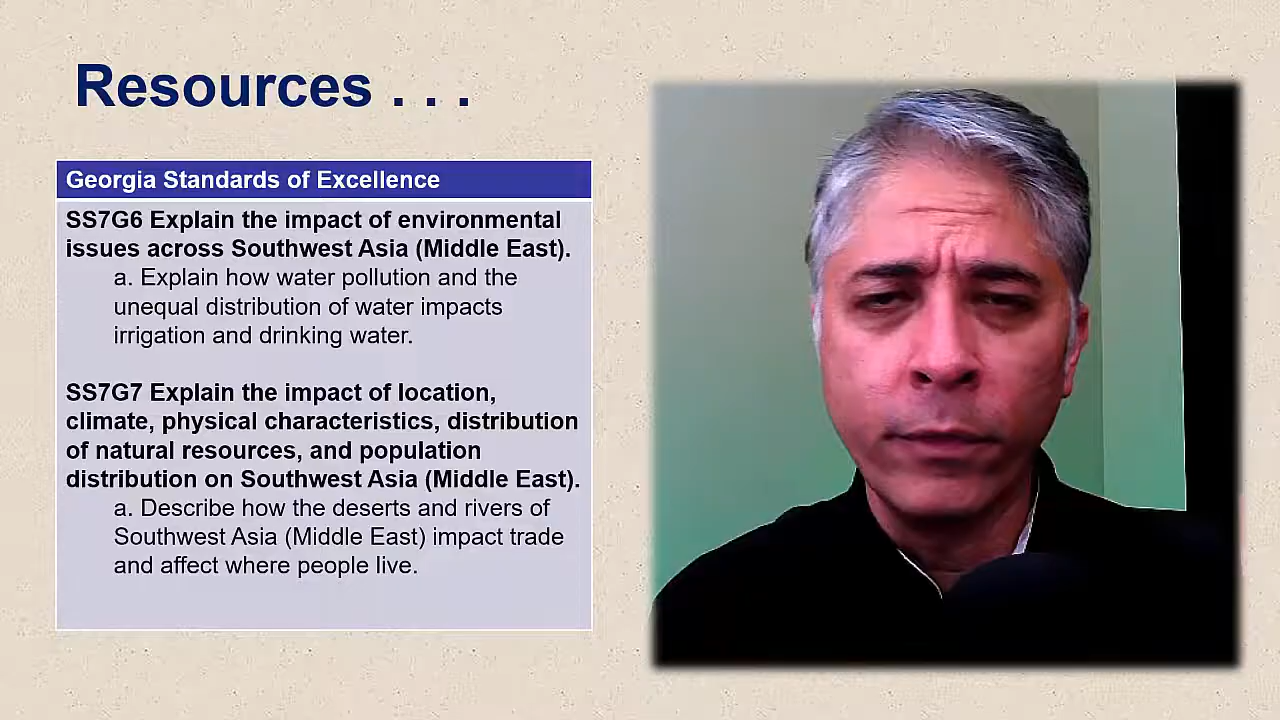 Resources . . .
Georgia Standards of Excellence
SS7G6 Explain the impact of environmental
issues across Southwest Asia (Middle East).
a. Explain how water pollution and the
unequal distribution of water impacts
irrigation and drinking water.
SS7G7 Explain the impact of location,
climate, physical characteristics, distribution
of natural resources, and population
distribution on Southwest Asia (Middle East).
a. Describe how the deserts and rivers of
Southwest Asia (Middle East) impact trade
and affect where people live.